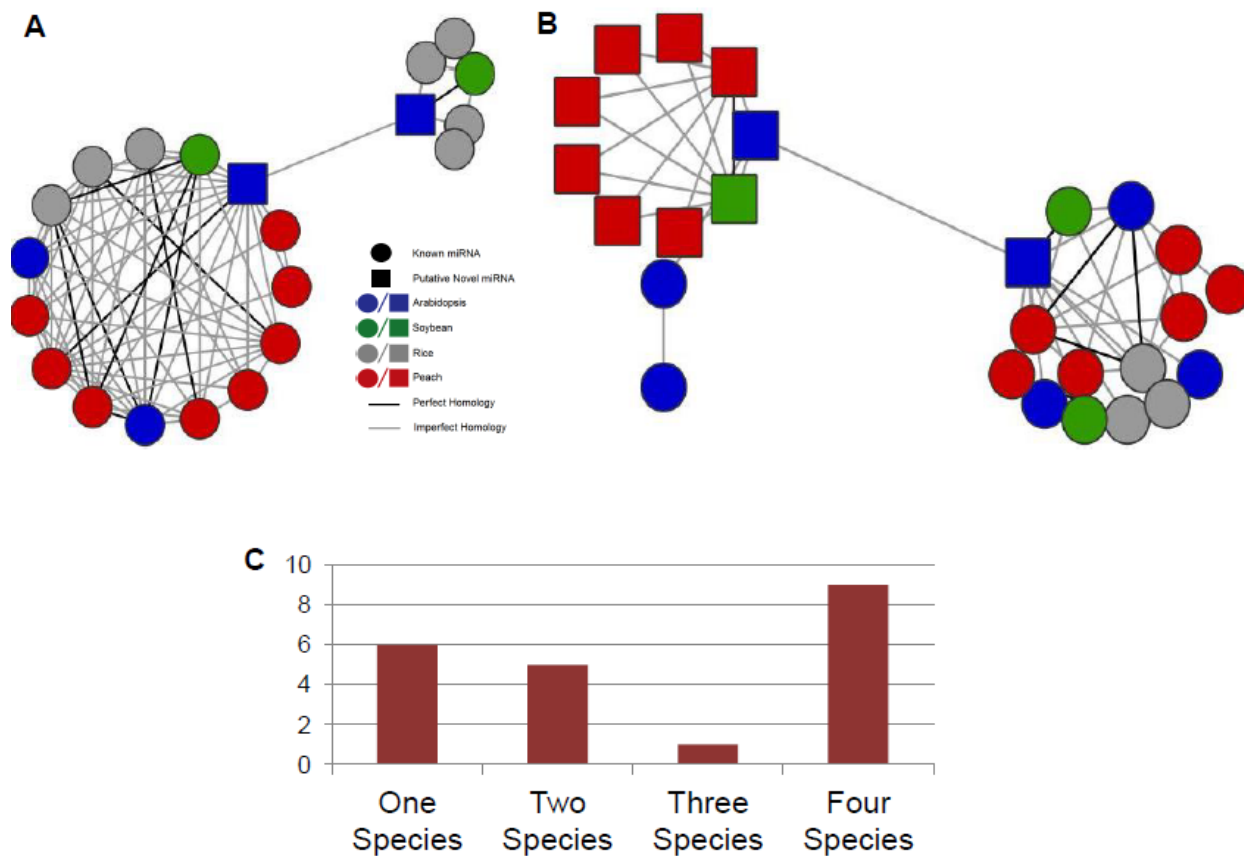 A
B
Known miRNA
Putative Novel miRNA
Arabidopsis
Soybean
Rice
Peach
Perfect Homology
Imperfect Homology
C
10
8
6
4
2
0
One Species
Two Species
Three Species
Four Species